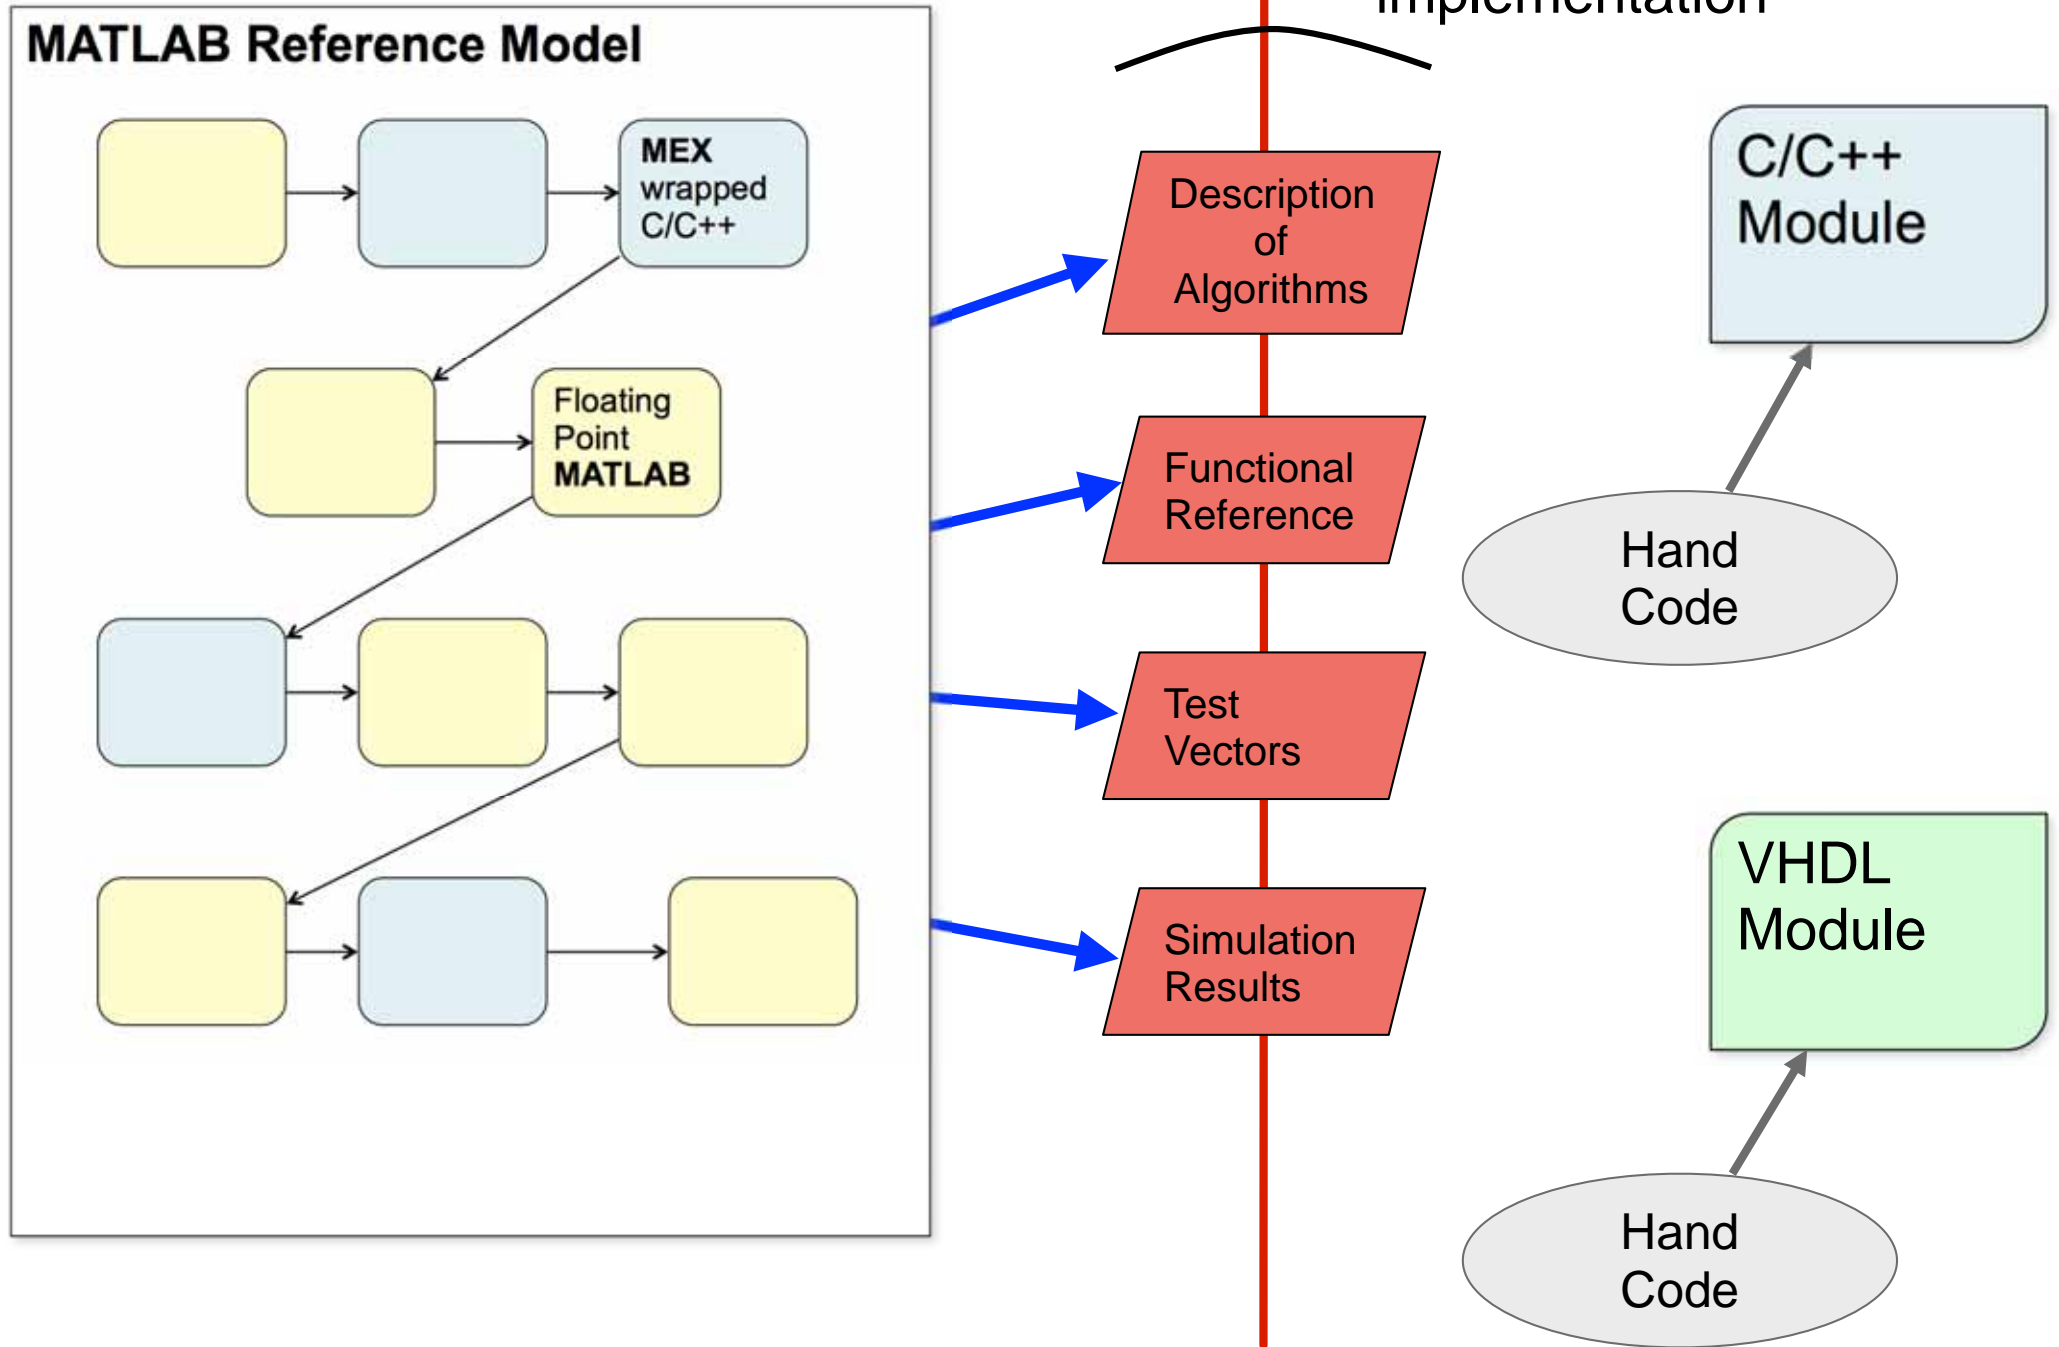 implementation
MATLAB Reference Model
MEX
wrapped
C/C++
Floating
Point
MATLAB
Description
of
Algorithms
Functional
Reference
Test
Vectors
Simulation
Results
C/C++
Module
Hand
Code
VHDL
Module
Hand
Code